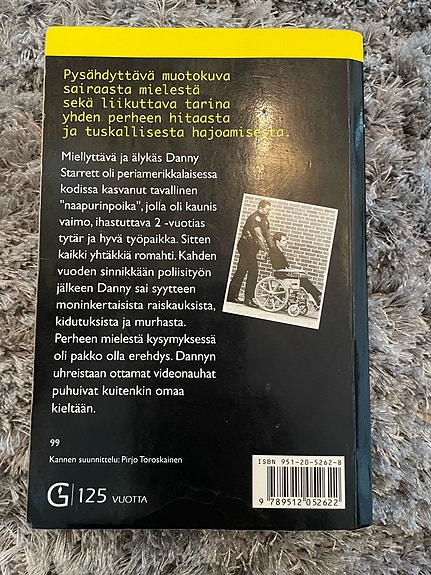 Pysähdyttävä muotokuva
sairaasta mielestä
sekä liikuttava tarina
yhden perheen hitaasta
ja tuskallisesta hajoamisesta.
Miellyttävä ja älykäs Danny
Starrett oli periamerikkalaisessa
kodissa kasvanut tavallinen
"naapurinpoika", jolla oli kaunis
vaimo, ihastuttava 2 -vuotias
tytär ja hyvä työpaikka. Sitten
kaikki yhtäkkiä romahti. Kahden
vuoden sinnikkään poliisityön
jälkeen Danny sai syytteen
moninkertaisista raiskauksista,
kidutuksista ja murhasta.
Perheen mielestä kysymyksessä
oli pakko olla erehdys. Dannyn
uhreistaan ottamat videonauhat
puhuivat kuitenkin omaa
kieltään.
99
Kannen suunnittelu: Pirjo Toroskainen
G 125 VUOTTA
ISBN 951-20-5262-8
9 789512 052622